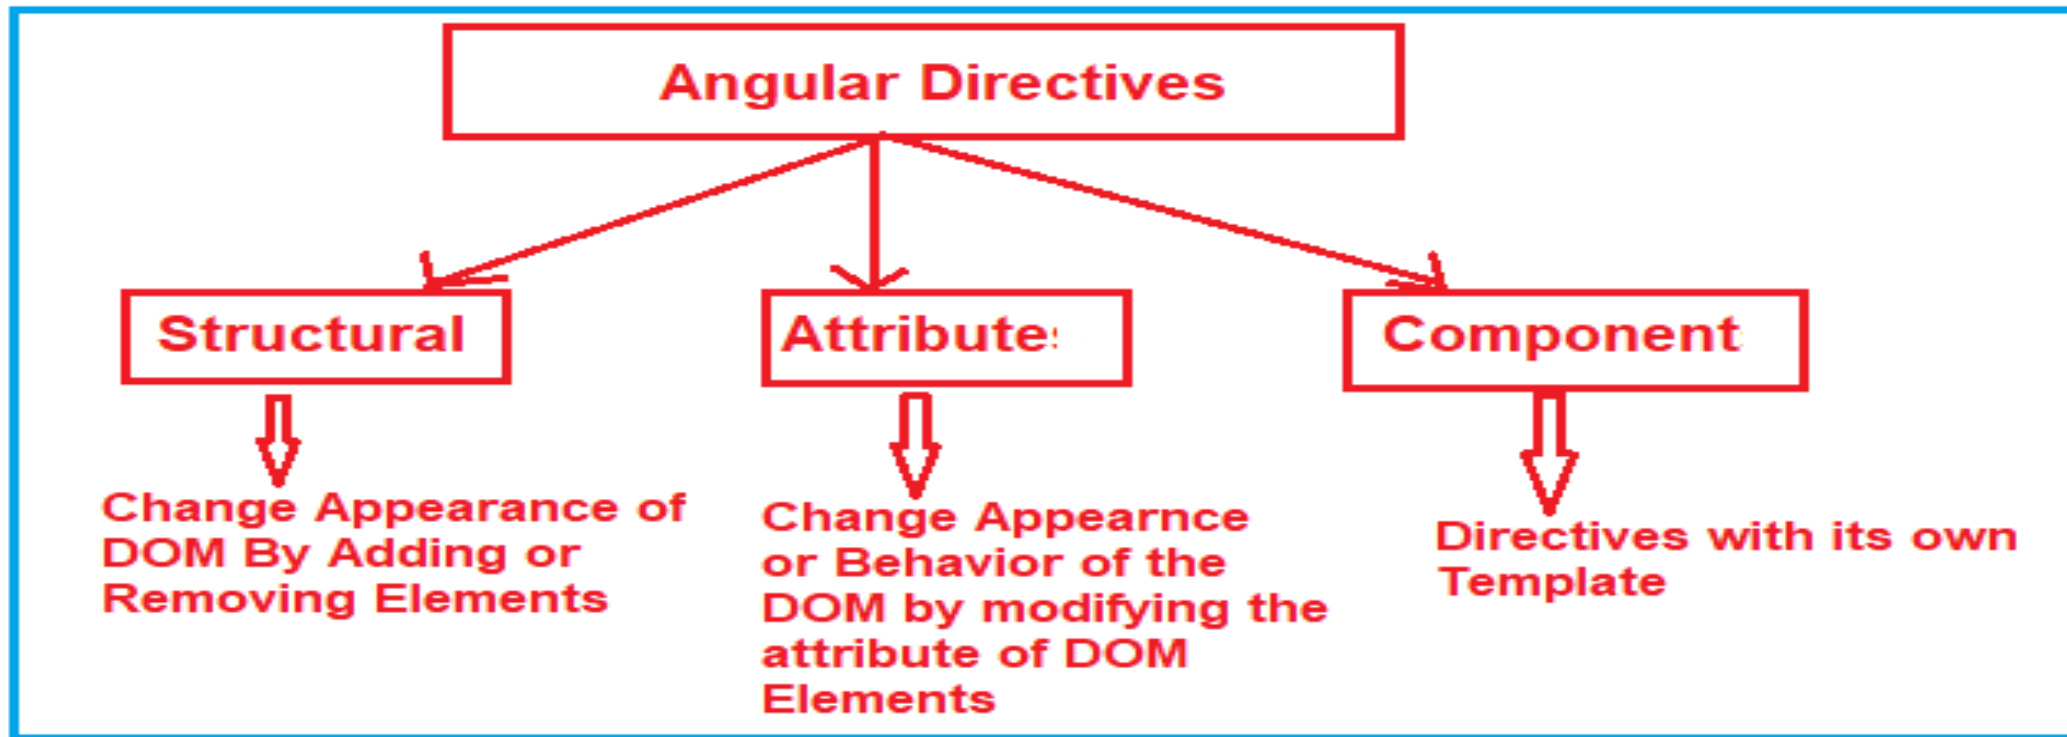 Angular Directives
Structural
Attributes
Component
Change Appearance of
DOM By Adding or
Removing Elements
Change Appearnce
or Behavior of the
DOM by modifying the
attribute of DOM
Elements
Directives with its own
Template